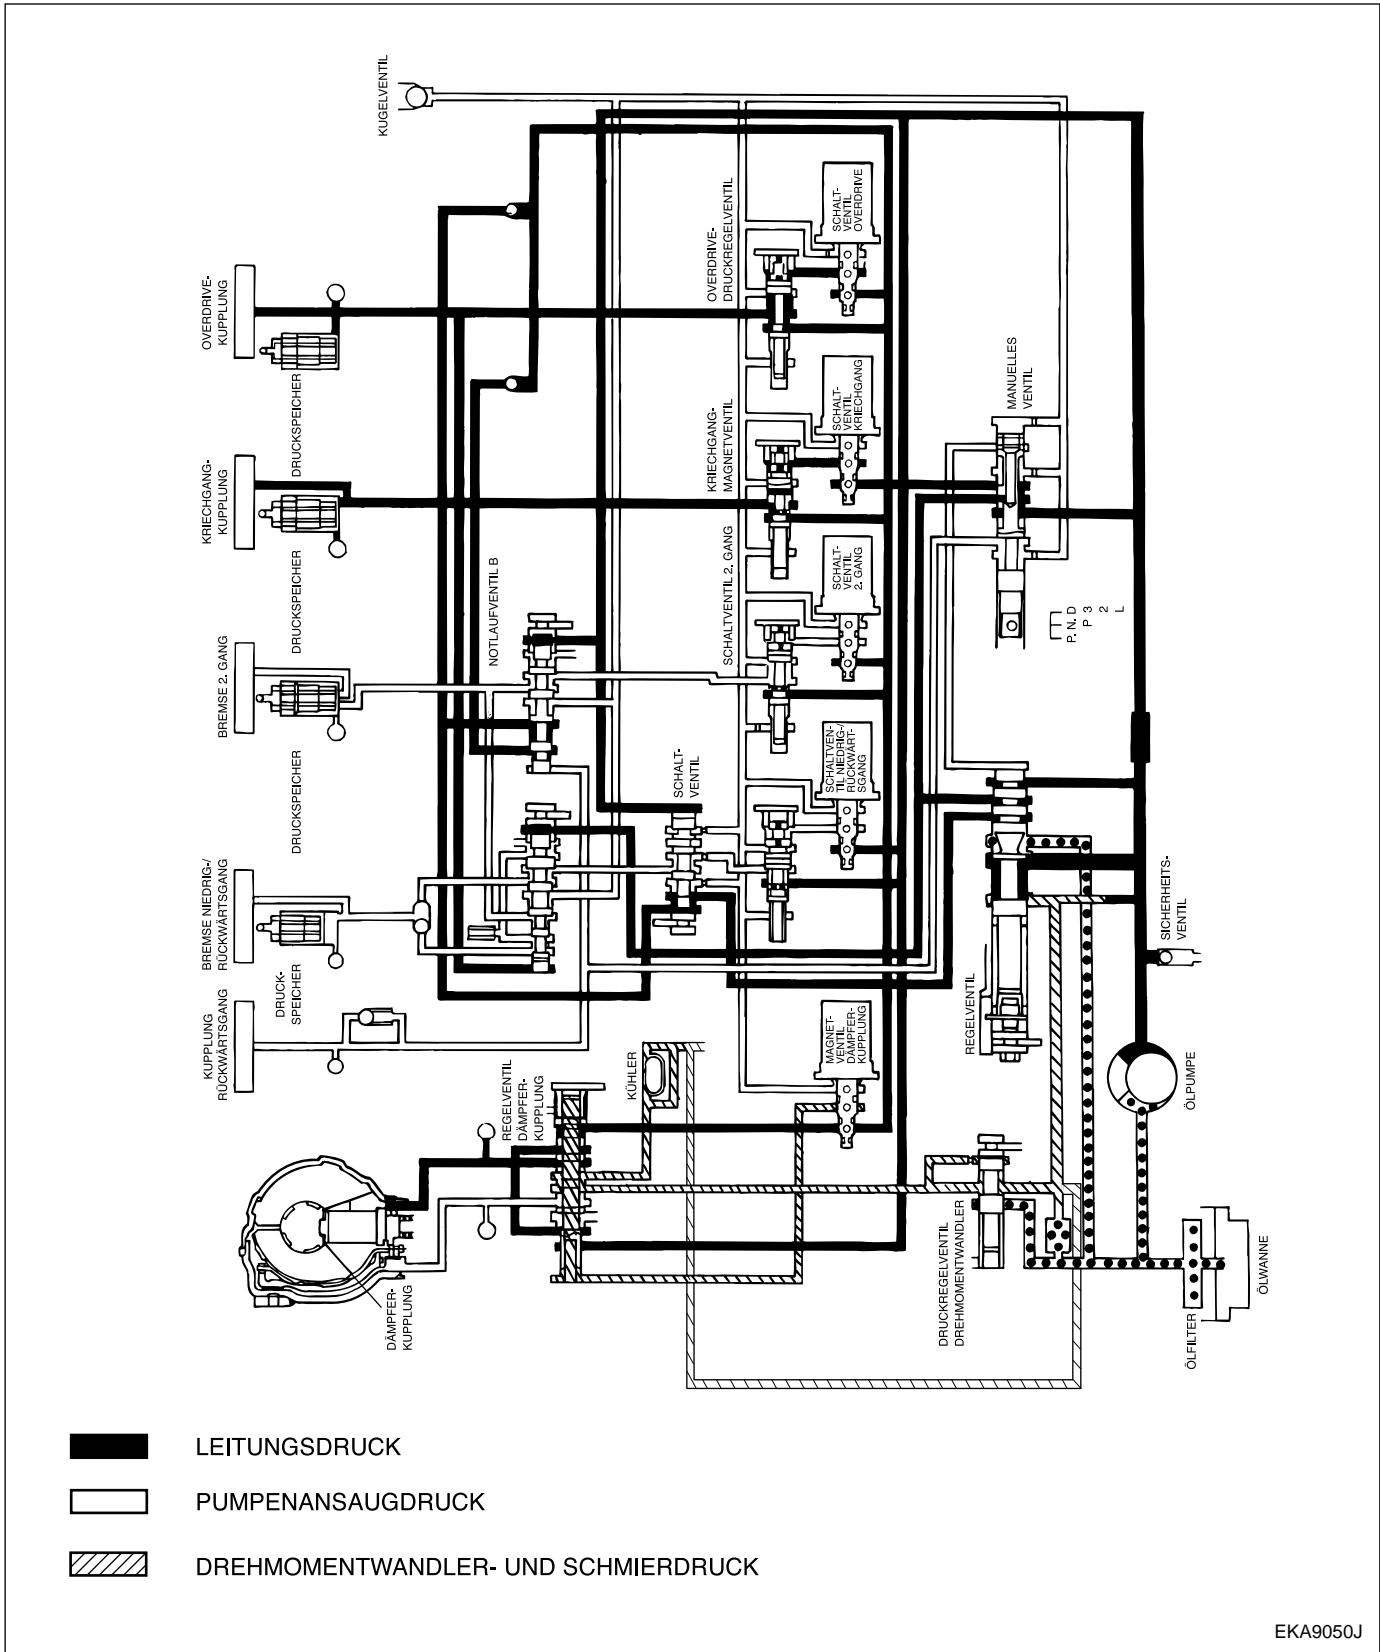 KUGELVENTIL
OVERDRIVE-
KUPPLUNG
DRUCKSPEICHER
KRIECHGANG-
KUPPLUNG
DRUCKSPEICHER
BREMSE 2. GANG
DRUCKSPEICHER
BREMSE NIEDRIG-/
RÜCKWÄRTSGANG
DRUCK-
SPEICHER
KUPPLUNG
RÜCKWÄRTSGANG
OVERDRIVE-
DRUCKREGELVENTIL
SCHALT-
VENTIL
OVERDRIVE
KRIECHGANG-
MAGNETVENTIL
SCHALT-
VENTIL
KRIECHGANG
NOTLAUFVENTIL B
SCHALTVENTIL 2. GANG
SCHALT-
VENTIL
2. GANG
SCHALT-
VENTIL
SCHALTVEN-
TIL NIEDRIG-/
RÜCKWÄRT-
SGANG
MANUELLES
VENTIL
P. N. D
P 3
2
L
REGELVENTIL
SICHERHEITS-
VENTIL
ÖLPUMPE
MAGNET-
VENTIL
DÄMPFER-
KUPPLUNG
KÜHLER
REGELVENTIL
DÄMPFER-
KUPPLUNG
DÄMPFER-
KUPPLUNG
DRUCKREGELVENTIL
DREHMOMENTWANDLER
ÖLFILTER
ÖLWANNE
LEITUNGSDRUCK
PUMPENANSAUGDRUCK
DREHMOMENTWANDLER- UND SCHMIERDRUCK
EKA9050J